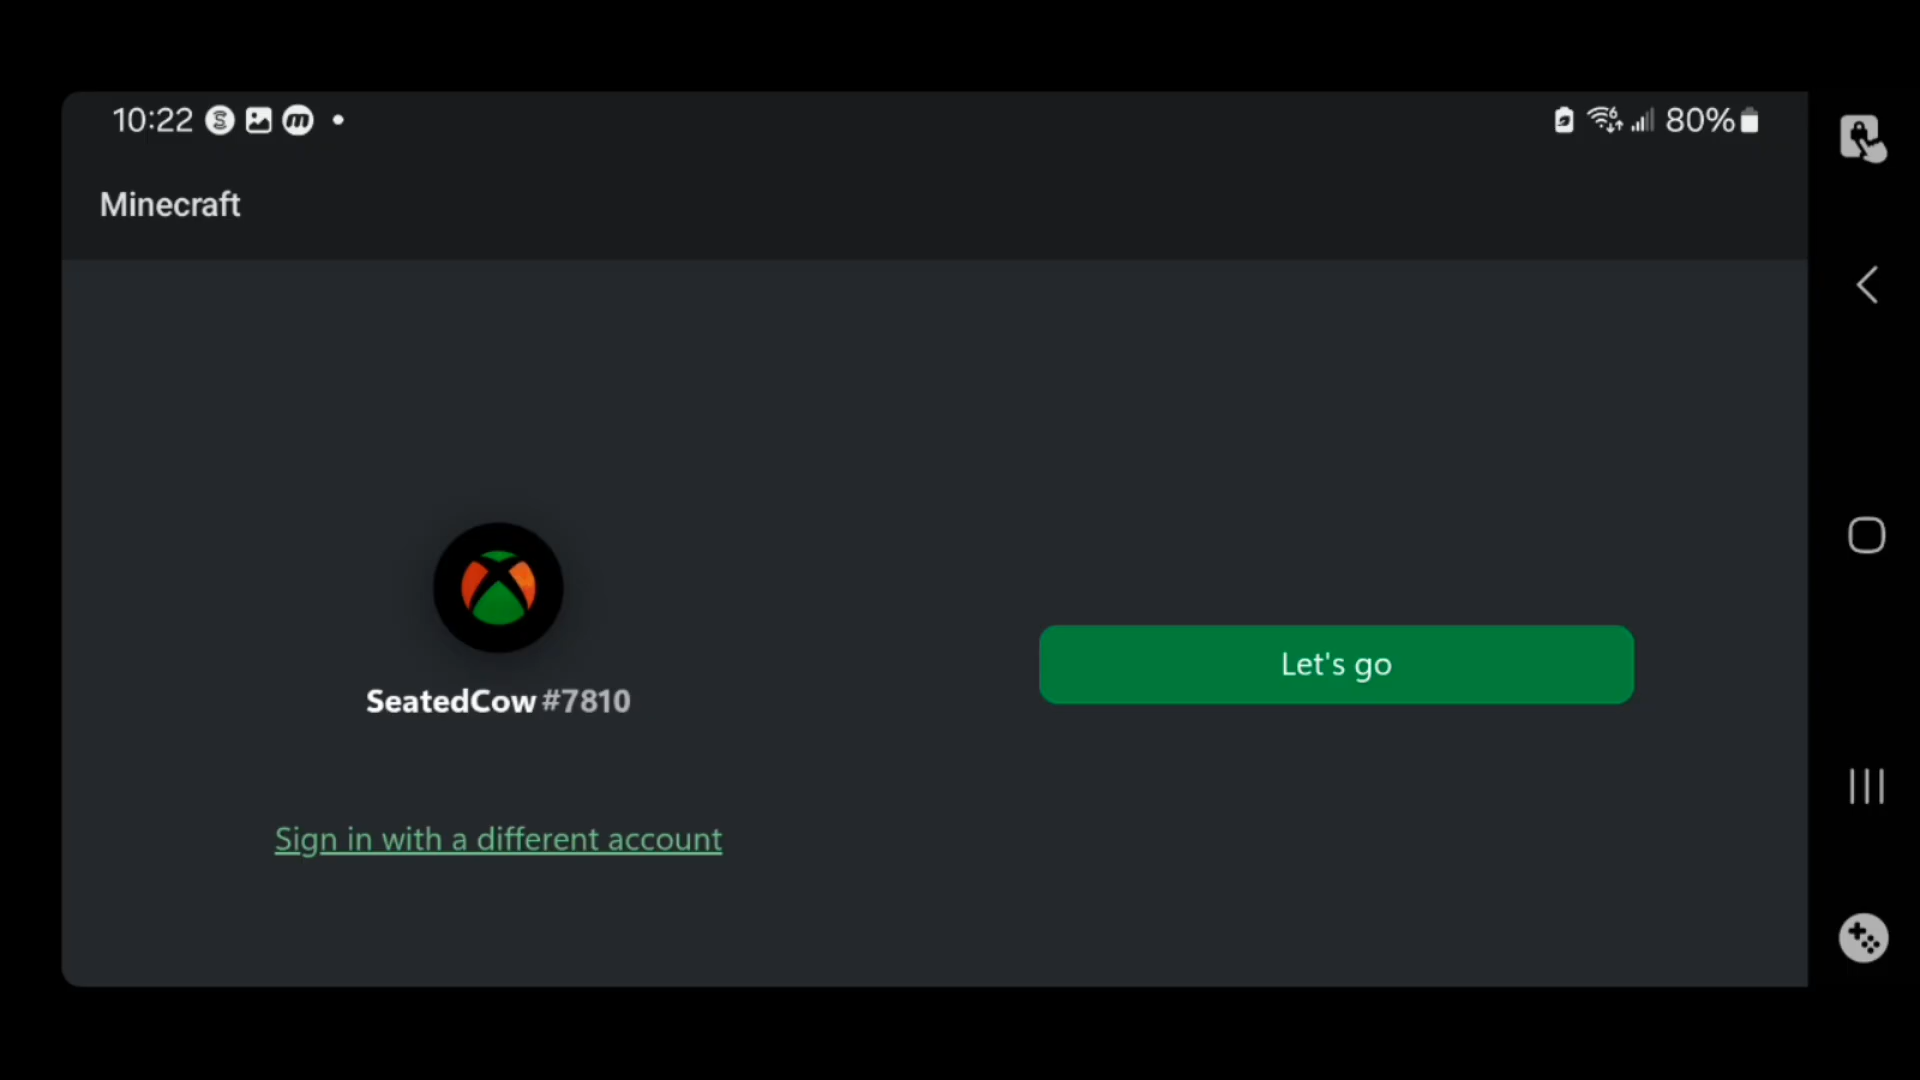 10:22
80%
Minecraft
SeatedCow #7810
Let's go
Sign in with a different account